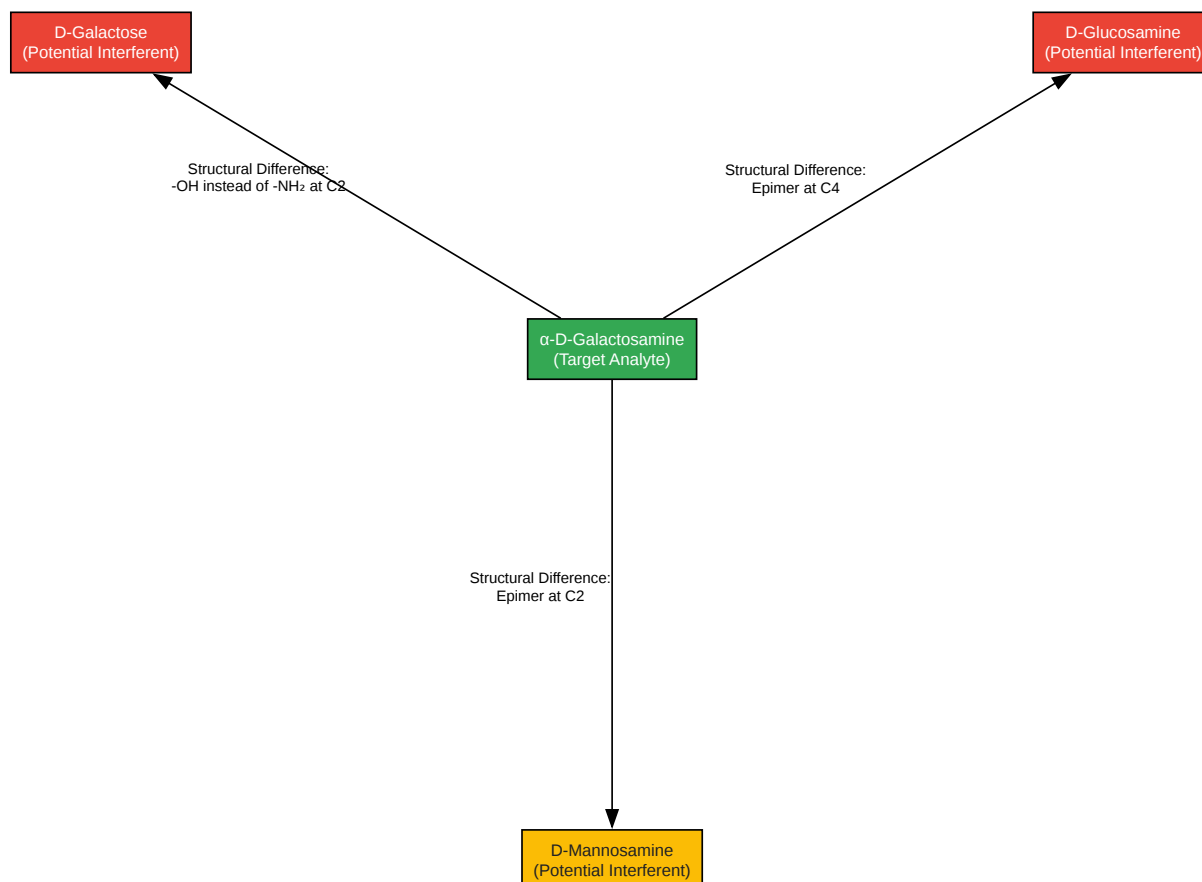 D-Galactose
(Potential Interferent)
D-Glucosamine
(Potential Interferent)
Structural Difference:
-OH instead of -NH₂ at C2
Structural Difference:
Epimer at C4
α-D-Galactosamine
(Target Analyte)
Structural Difference:
Epimer at C2
D-Mannosamine
(Potential Interferent)